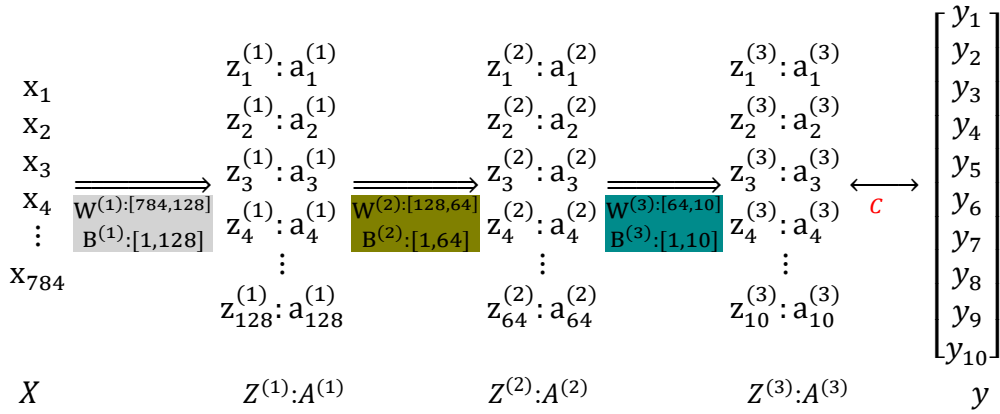 x₁
x₂
x₃
x₄
⋮
x₇₈₄
X
W⁽¹⁾:[784,128]
B⁽¹⁾:[1,128]
z₁⁽¹⁾:a₁⁽¹⁾
z₂⁽¹⁾:a₂⁽¹⁾
z₃⁽¹⁾:a₃⁽¹⁾
z₄⁽¹⁾:a₄⁽¹⁾
⋮
z₁₂₈⁽¹⁾:a₁₂₈⁽¹⁾
Z⁽¹⁾:A⁽¹⁾
W⁽²⁾:[128,64]
B⁽²⁾:[1,64]
z₁⁽²⁾:a₁⁽²⁾
z₂⁽²⁾:a₂⁽²⁾
z₃⁽²⁾:a₃⁽²⁾
z₄⁽²⁾:a₄⁽²⁾
⋮
z₆₄⁽²⁾:a₆₄⁽²⁾
Z⁽²⁾:A⁽²⁾
W⁽³⁾:[64,10]
B⁽³⁾:[1,10]
z₁⁽³⁾:a₁⁽³⁾
z₂⁽³⁾:a₂⁽³⁾
z₃⁽³⁾:a₃⁽³⁾
z₄⁽³⁾:a₄⁽³⁾
⋮
z₁₀⁽³⁾:a₁₀⁽³⁾
Z⁽³⁾:A⁽³⁾
C
y₁
y₂
y₃
y₄
y₅
y₆
y₇
y₈
y₉
y₁₀
y